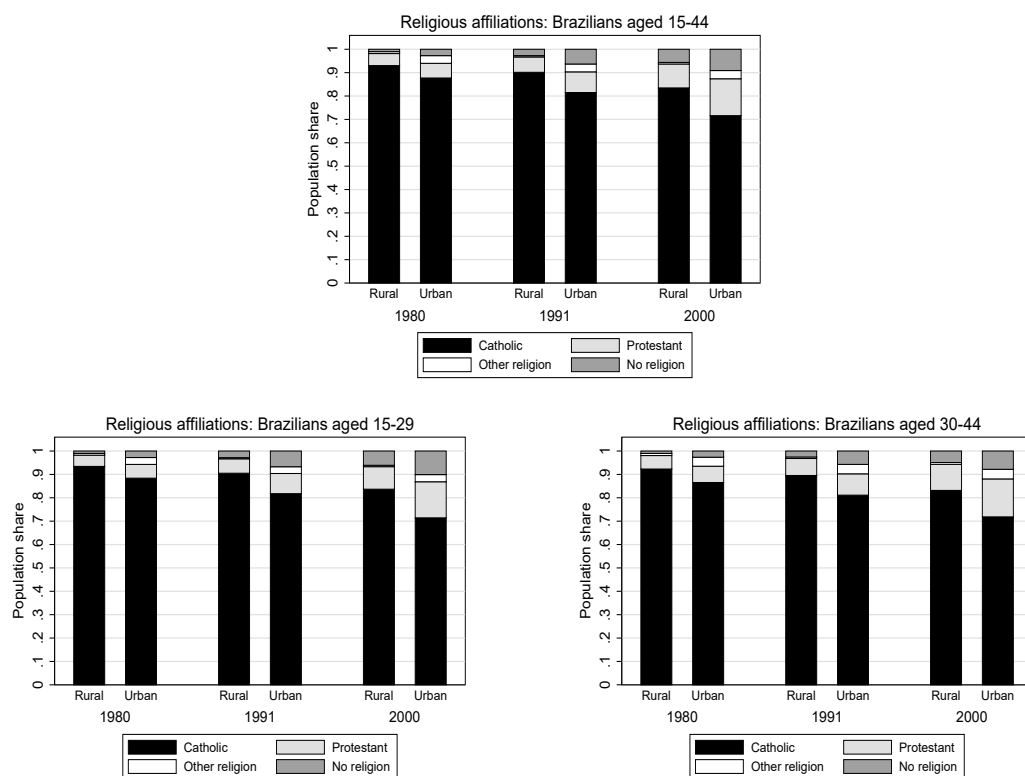 Religious affiliations: Brazilians aged 15-44
Population share
1
.9
.8
.7
.6
.5
.4
.3
.2
.1
0
Rural Urban Rural Urban Rural Urban
1980 1991 2000
Catholic Protestant
Other religion No religion
Religious affiliations: Brazilians aged 15-29
Population share
1
.9
.8
.7
.6
.5
.4
.3
.2
.1
0
Rural Urban Rural Urban Rural Urban
1980 1991 2000
Catholic Protestant
Other religion No religion
Religious affiliations: Brazilians aged 30-44
Population share
1
.9
.8
.7
.6
.5
.4
.3
.2
.1
0
Rural Urban Rural Urban Rural Urban
1980 1991 2000
Catholic Protestant
Other religion No religion